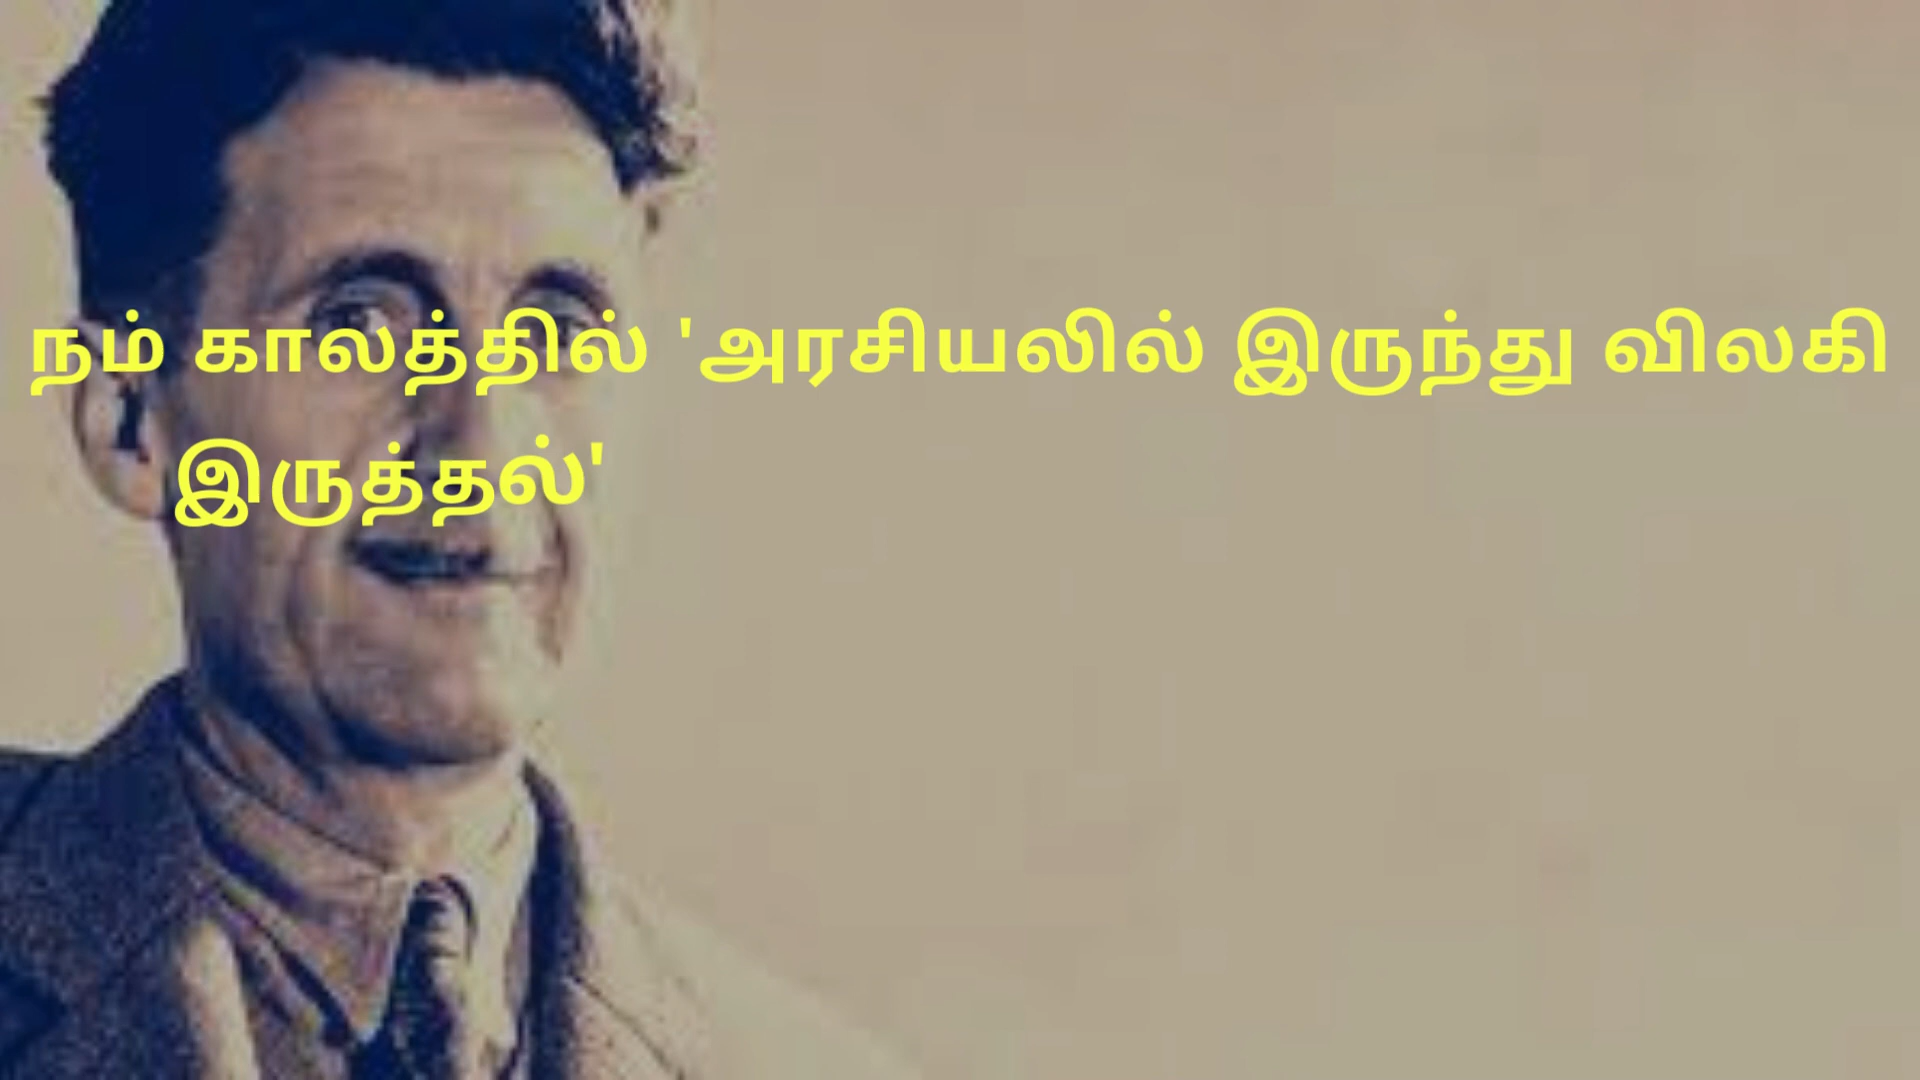 நம் காலத்தில் 'அரசியலில் இருந்து விலகி
இருத்தல்'